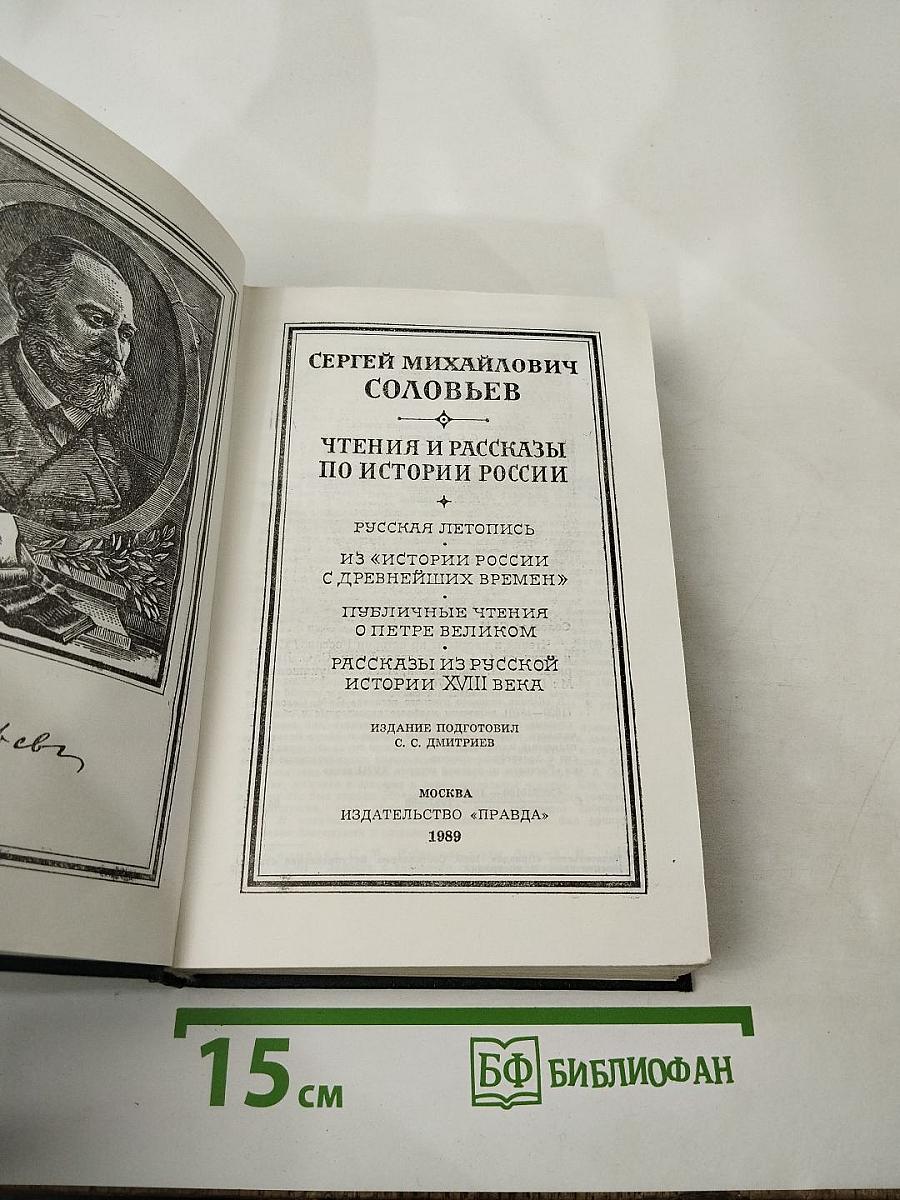 СЕРГЕЙ МИХАЙЛОВИЧ
СОЛОВЬЕВ
ЧТЕНИЯ И РАССКАЗЫ
ПО ИСТОРИИ РОССИИ
РУССКАЯ ЛЕТОПИСЬ
ИЗ «ИСТОРИИ РОССИИ
С ДРЕВНЕЙШИХ ВРЕМЕН»
ПУБЛИЧНЫЕ ЧТЕНИЯ
О ПЕТРЕ ВЕЛИКОМ
РАССКАЗЫ ИЗ РУССКОЙ
ИСТОРИИ XVIII ВЕКА
ИЗДАНИЕ ПОДГОТОВИЛ
С. С. ДМИТРИЕВ
МОСКВА
ИЗДАТЕЛЬСТВО «ПРАВДА»
1989
15 см
БФ БИБЛИОФАН